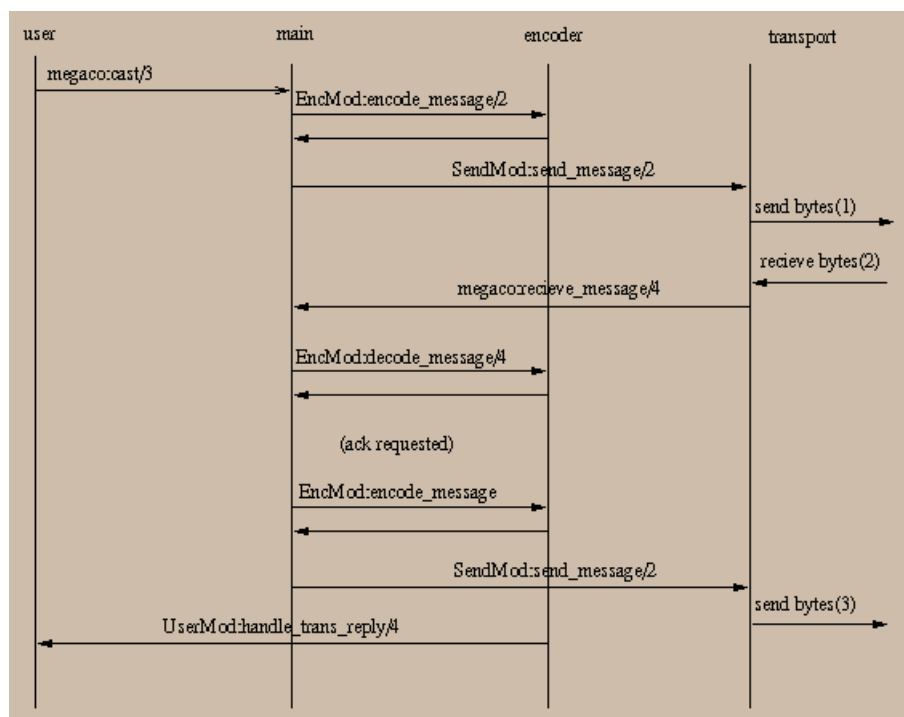 user main encoder transport
megaco:cast/3
EncMod:encode_message/2
SendMod:send_message/2
send bytes(1)
recieve bytes(2)
megaco:recieve_message/4
EncMod:decode_message/4
(ack requested)
EncMod:encode_message
SendMod:send_message/2
send bytes(3)
UserMod:handle_trans_reply/4